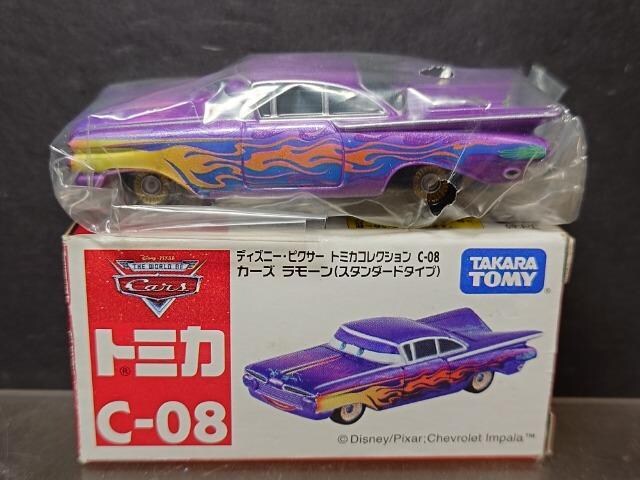 Disney·PIXAR
THE WORLD OF
Cars
トミカ®
C-08
ディズニー・ピクサー トミカコレクション C-08
カーズ ラモーン(スタンダードタイプ)
TAKARA
TOMY®
©Disney/Pixar;Chevrolet Impala™